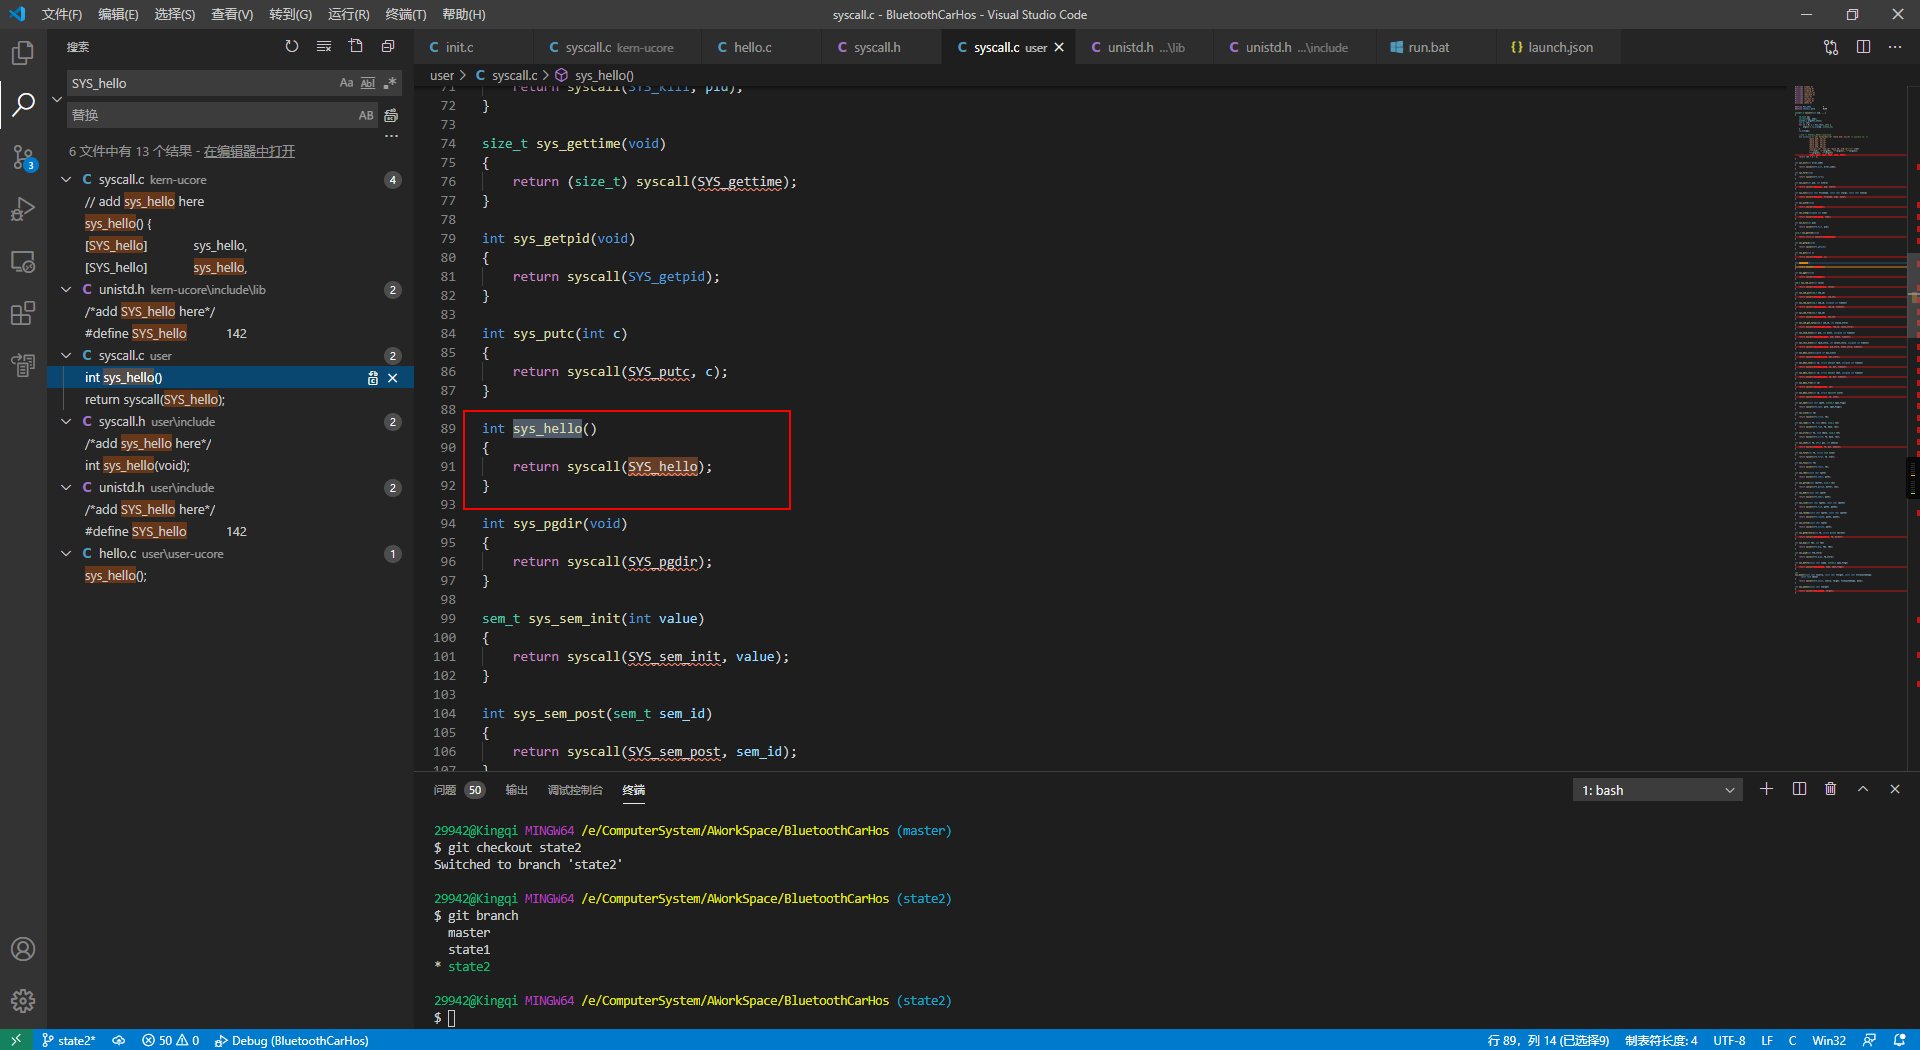 文件(F) 编辑(E) 选择(S) 查看(V) 转到(G) 运行(R) 终端(T) 帮助(H) syscall.c - BluetoothCarHos - Visual Studio Code
搜索
SYS_hello Aa Abl .*
替换 AB
6 文件中有 13 个结果 - 在编辑器中打开
syscall.c kern-ucore 4
// add sys_hello here
sys_hello() {
[SYS_hello] sys_hello,
[SYS_hello] sys_hello,
unistd.h kern-ucore\include\lib 2
/*add SYS_hello here*/
#define SYS_hello 142
syscall.c user 2
int sys_hello()
return syscall(SYS_hello);
syscall.h user\include 2
/*add sys_hello here*/
int sys_hello(void);
unistd.h user\include 2
/*add SYS_hello here*/
#define SYS_hello 142
hello.c user\user-ucore 1
sys_hello();
3
C init.c C syscall.c kern-ucore C hello.c C syscall.h C syscall.c user C unistd.h ...\lib C unistd.h ...\include run.bat {} launch.json
user > C syscall.c > sys_hello()
71 return syscall(SYS_kill, pid);
72 }
73
74 size_t sys_gettime(void)
75 {
76 return (size_t) syscall(SYS_gettime);
77 }
78
79 int sys_getpid(void)
80 {
81 return syscall(SYS_getpid);
82 }
83
84 int sys_putc(int c)
85 {
86 return syscall(SYS_putc, c);
87 }
88
89 int sys_hello()
90 {
91 return syscall(SYS_hello);
92 }
93
94 int sys_pgdir(void)
95 {
96 return syscall(SYS_pgdir);
97 }
98
99 sem_t sys_sem_init(int value)
100 {
101 return syscall(SYS_sem_init, value);
102 }
103
104 int sys_sem_post(sem_t sem_id)
105 {
106 return syscall(SYS_sem_post, sem_id);
107 }
问题 50 输出 调试控制台 终端 1: bash
29942@Kingqi MINGW64 /e/ComputerSystem/AWorkSpace/BluetoothCarHos (master)
$ git checkout state2
Switched to branch 'state2'
29942@Kingqi MINGW64 /e/ComputerSystem/AWorkSpace/BluetoothCarHos (state2)
$ git branch
master
state1
* state2
29942@Kingqi MINGW64 /e/ComputerSystem/AWorkSpace/BluetoothCarHos (state2)
$
state2* 50 0 Debug (BluetoothCarHos) 行 89，列 14 (已选择9) 制表符长度: 4 UTF-8 LF C Win32